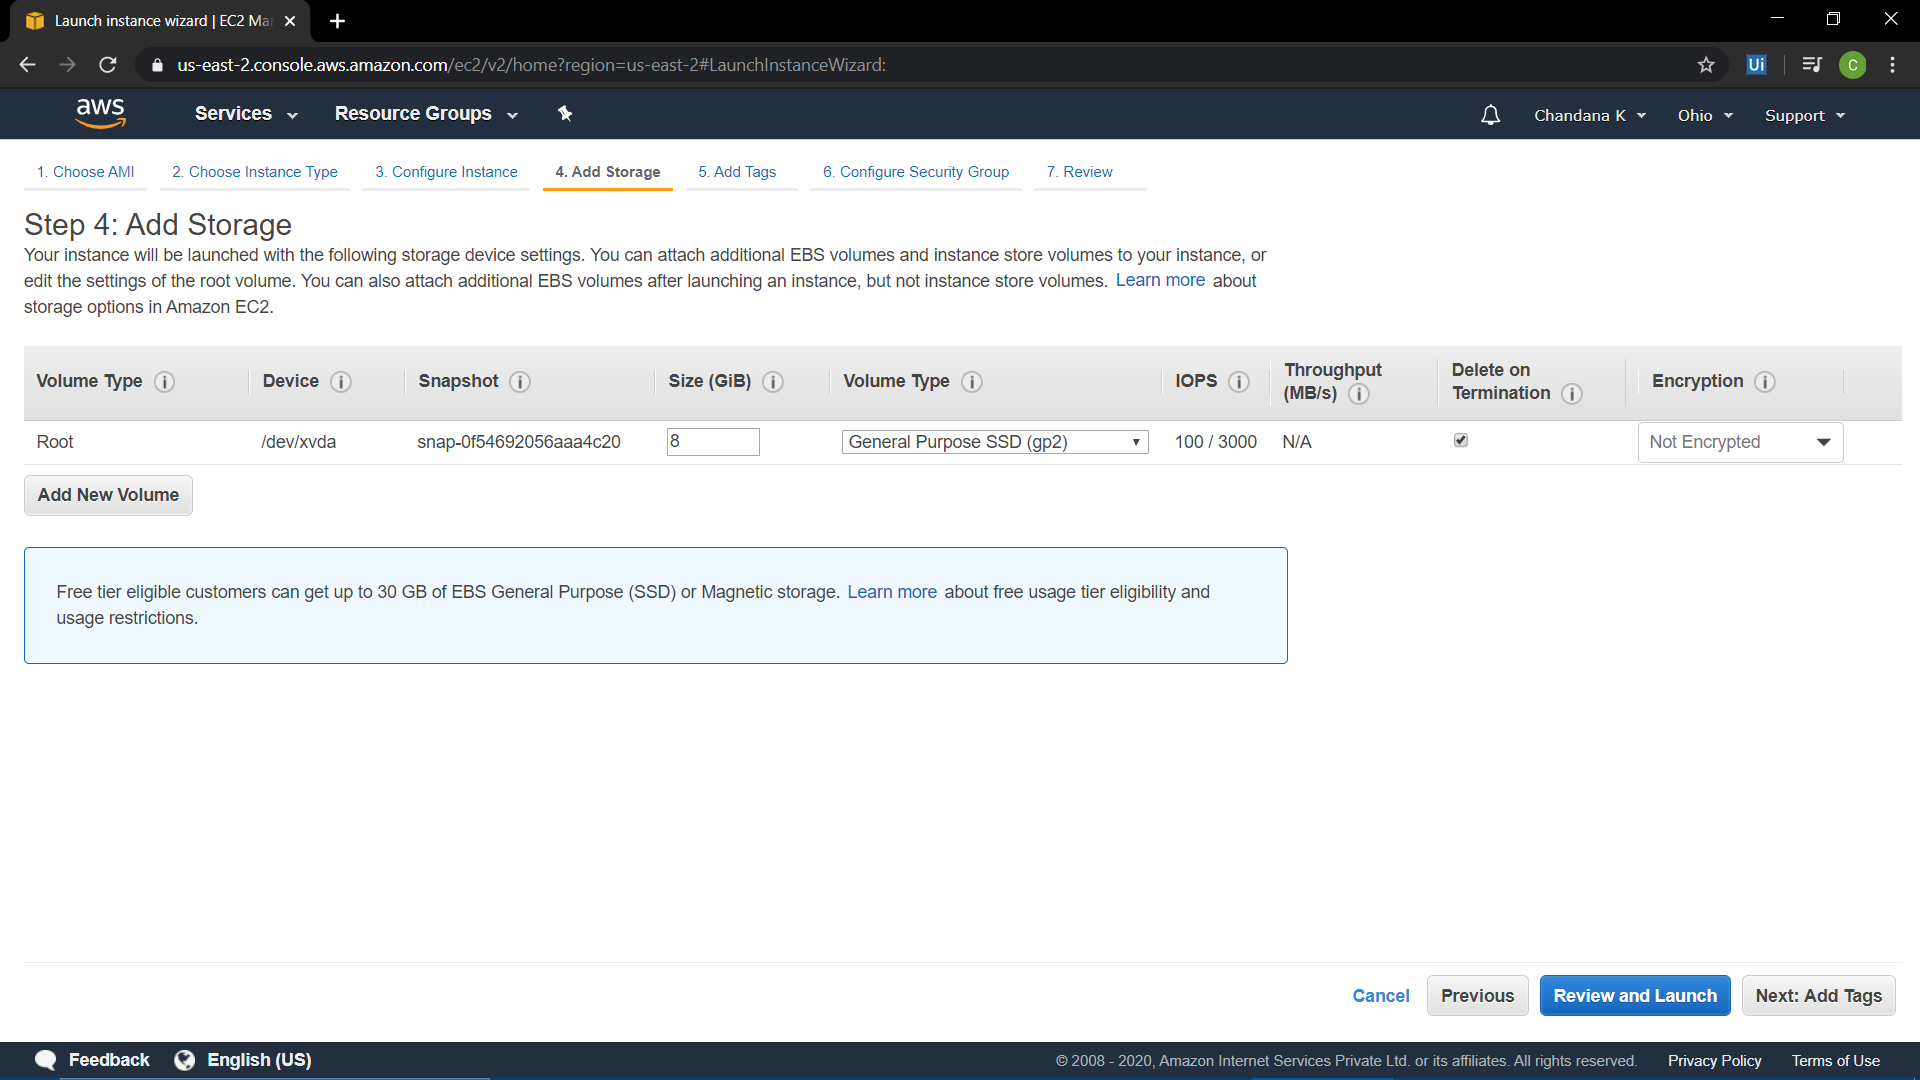 Launch instance wizard | EC2 Ma
us-east-2.console.aws.amazon.com/ec2/v2/home?region=us-east-2#LaunchInstanceWizard:
Ui
C
aws
Services
Resource Groups
Chandana K
Ohio
Support
1. Choose AMI
2. Choose Instance Type
3. Configure Instance
4. Add Storage
5. Add Tags
6. Configure Security Group
7. Review
Step 4: Add Storage
Your instance will be launched with the following storage device settings. You can attach additional EBS volumes and instance store volumes to your instance, or
edit the settings of the root volume. You can also attach additional EBS volumes after launching an instance, but not instance store volumes. Learn more about
storage options in Amazon EC2.
Volume Type i
Device i
Snapshot i
Size (GiB) i
Volume Type i
IOPS i
Throughput
(MB/s) i
Delete on
Termination i
Encryption i
Root
/dev/xvda
snap-0f54692056aaa4c20
8
General Purpose SSD (gp2)
100 / 3000
N/A
Not Encrypted
Add New Volume
Free tier eligible customers can get up to 30 GB of EBS General Purpose (SSD) or Magnetic storage. Learn more about free usage tier eligibility and
usage restrictions.
Cancel
Previous
Review and Launch
Next: Add Tags
Feedback
English (US)
© 2008 - 2020, Amazon Internet Services Private Ltd. or its affiliates. All rights reserved.
Privacy Policy
Terms of Use